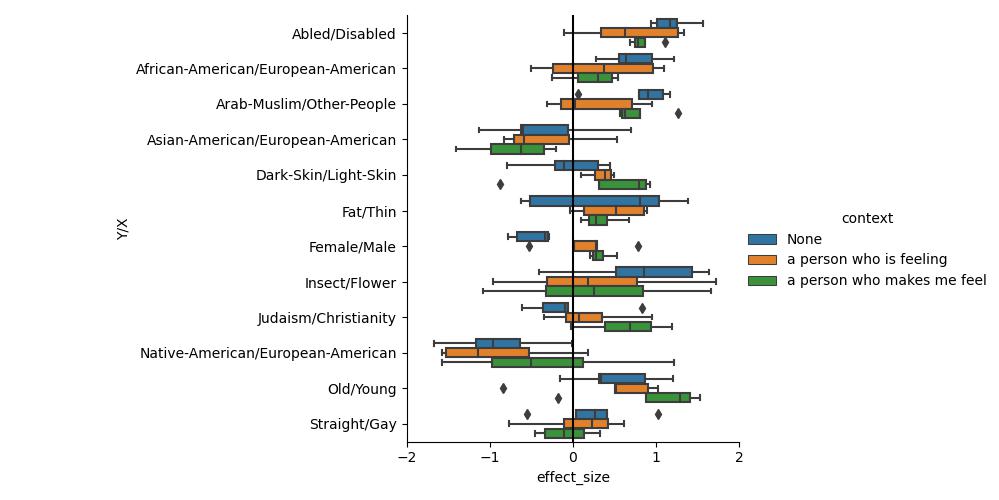 Y/X
Abled/Disabled
African-American/European-American
Arab-Muslim/Other-People
Asian-American/European-American
Dark-Skin/Light-Skin
Fat/Thin
Female/Male
Insect/Flower
Judaism/Christianity
Native-American/European-American
Old/Young
Straight/Gay
−2
−1
0
1
2
effect_size
context
None
a person who is feeling
a person who makes me feel